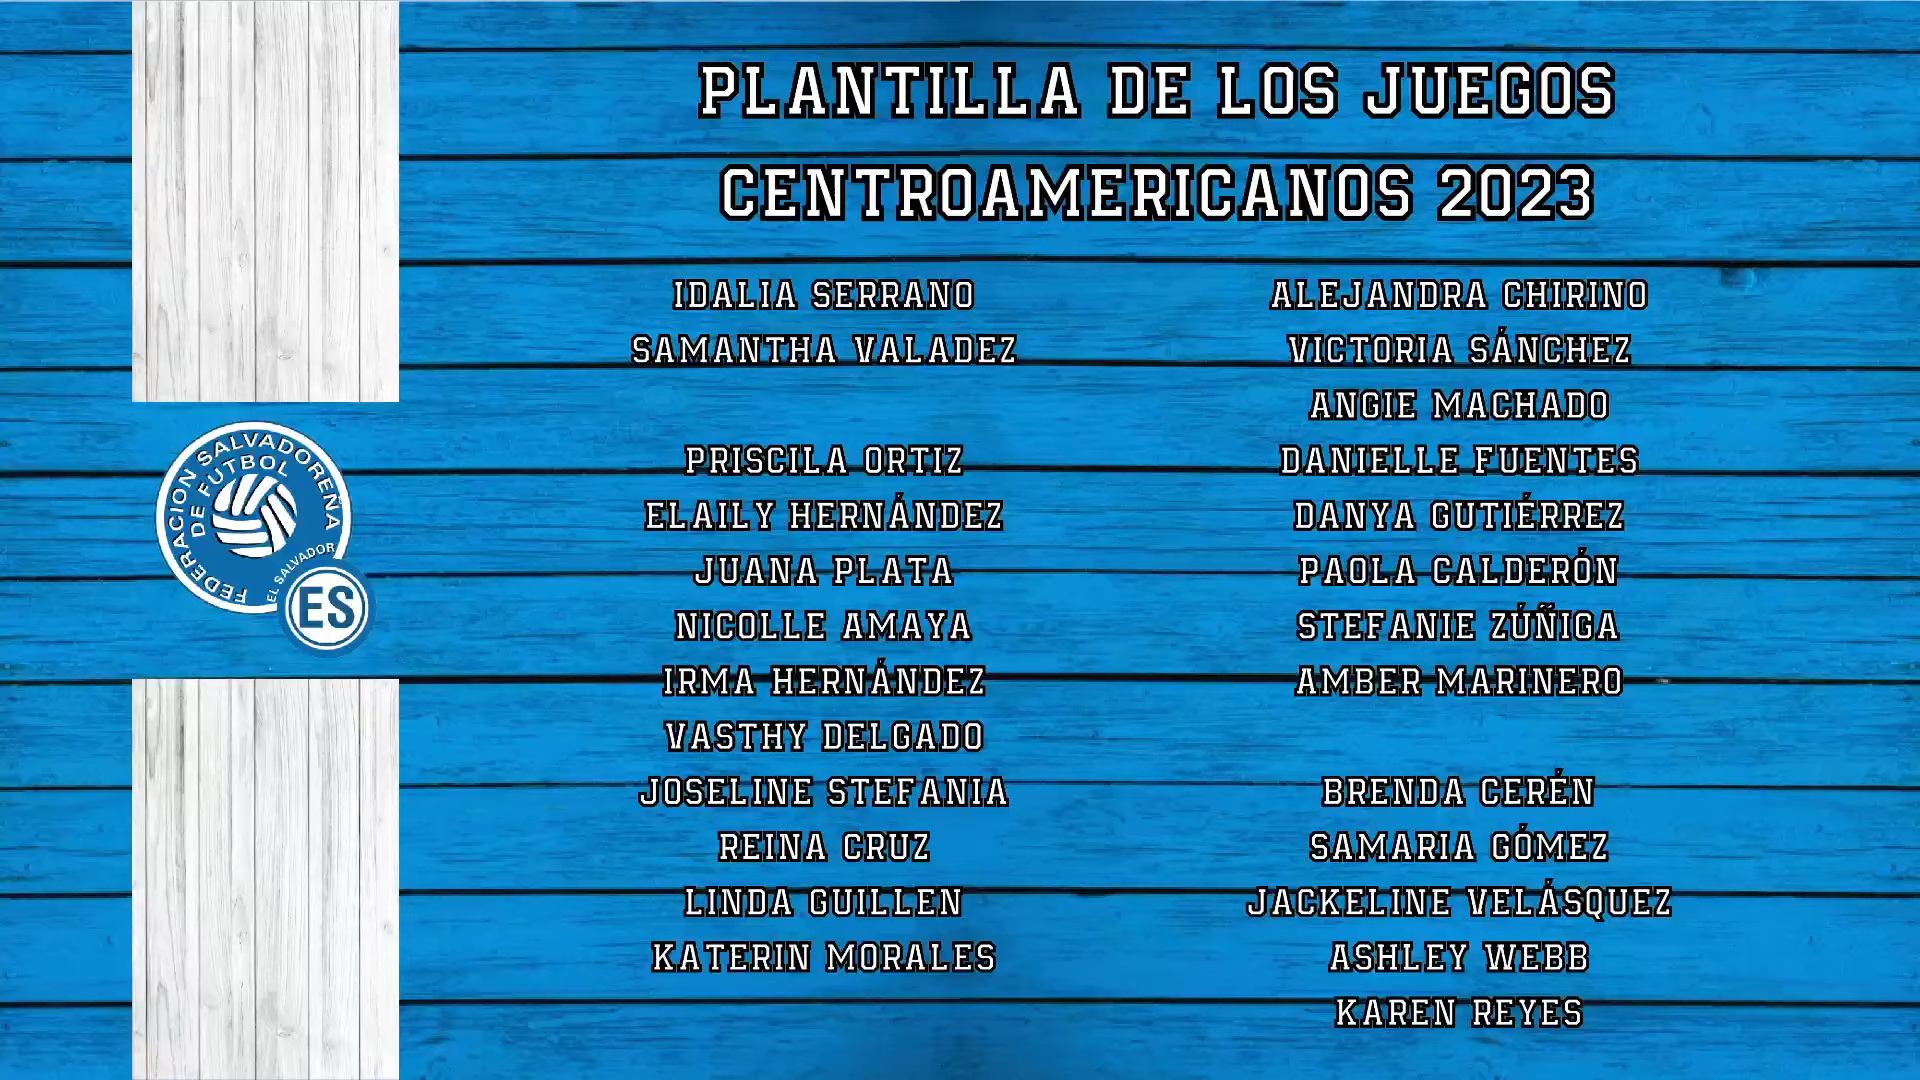 PLANTILLA DE LOS JUEGOS
CENTROAMERICANOS 2023
IDALIA SERRANO
SAMANTHA VALADEZ
PRISCILA ORTIZ
ELAILY HERNÁNDEZ
JUANA PLATA
NICOLLE AMAYA
IRMA HERNÁNDEZ
VASTHY DELGADO
JOSELINE STEFANIA
REINA CRUZ
LINDA GUILLEN
KATERIN MORALES
ALEJANDRA CHIRINO
VICTORIA SÁNCHEZ
ANGIE MACHADO
DANIELLE FUENTES
DANYA GUTIÉRREZ
PAOLA CALDERÓN
STEFANIE ZÚÑIGA
AMBER MARINERO
BRENDA CERÉN
SAMARIA GÓMEZ
JACKELINE VELÁSQUEZ
ASHLEY WEBB
KAREN REYES
FEDERACION SALVADOREÑA
DE FUTBOL
EL SALVADOR
ES